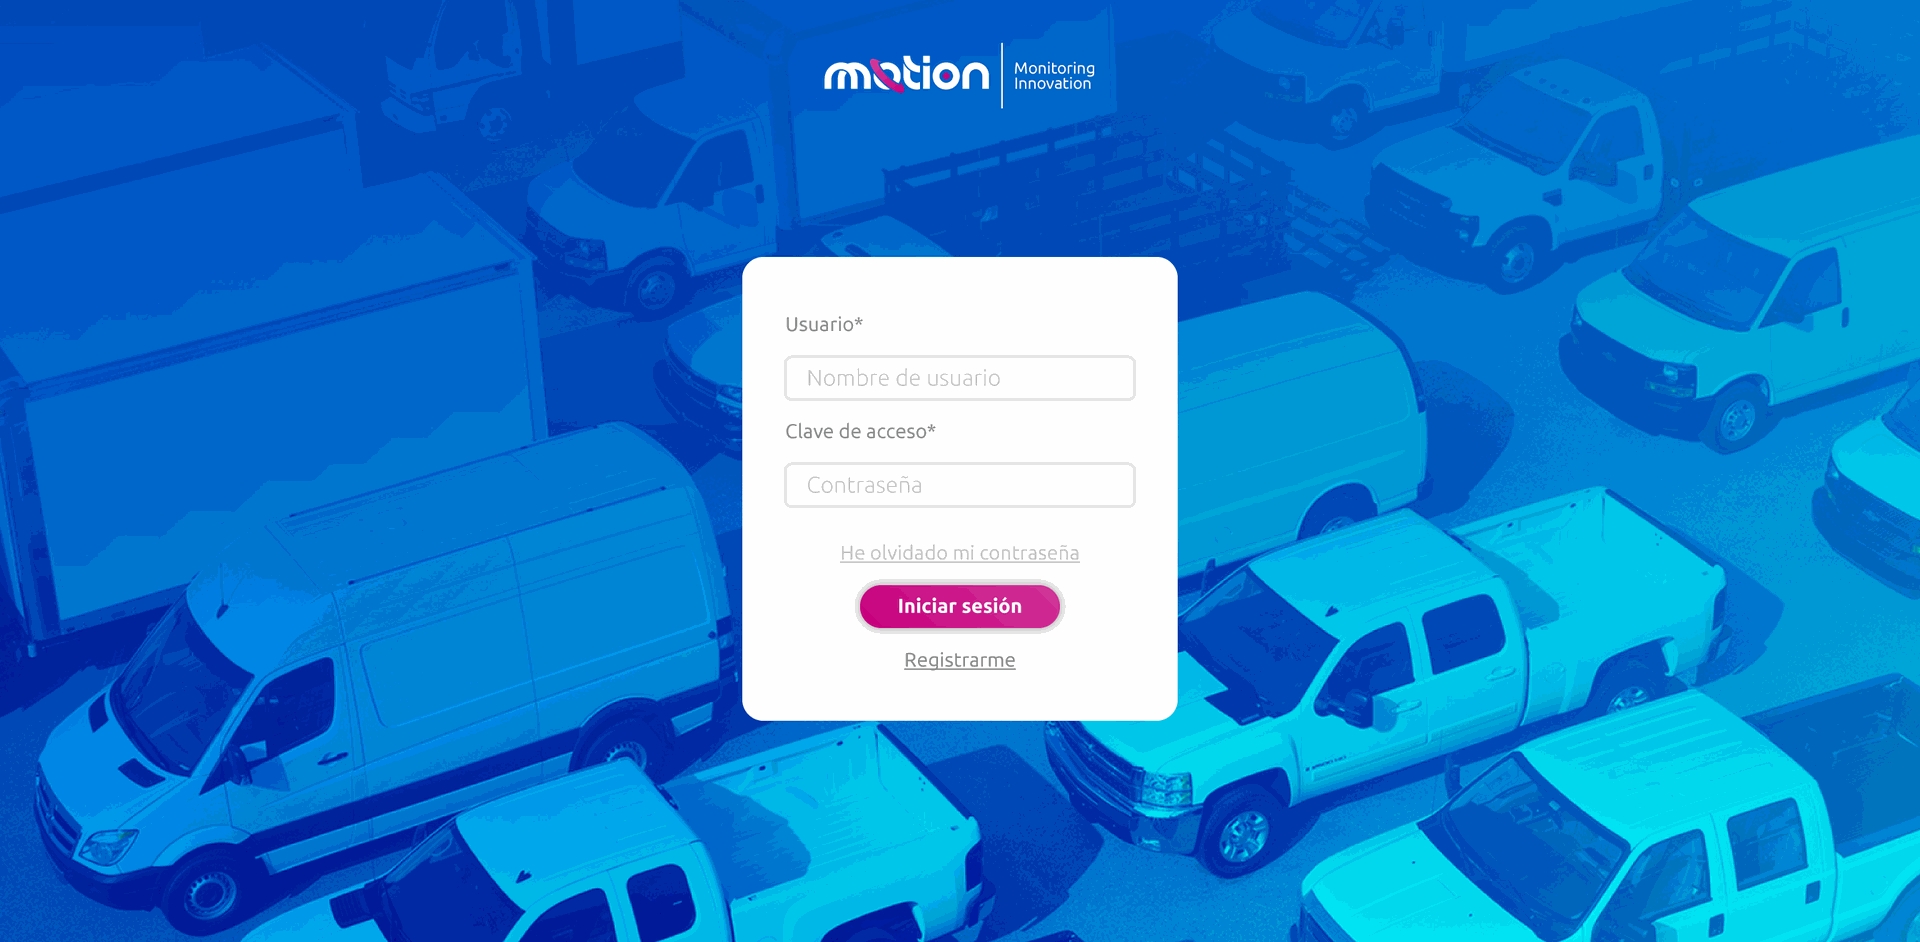 motion
Monitoring
Innovation
Usuario*
Nombre de usuario
Clave de acceso*
Contraseña
He olvidado mi contraseña
Iniciar sesión
Registrarme